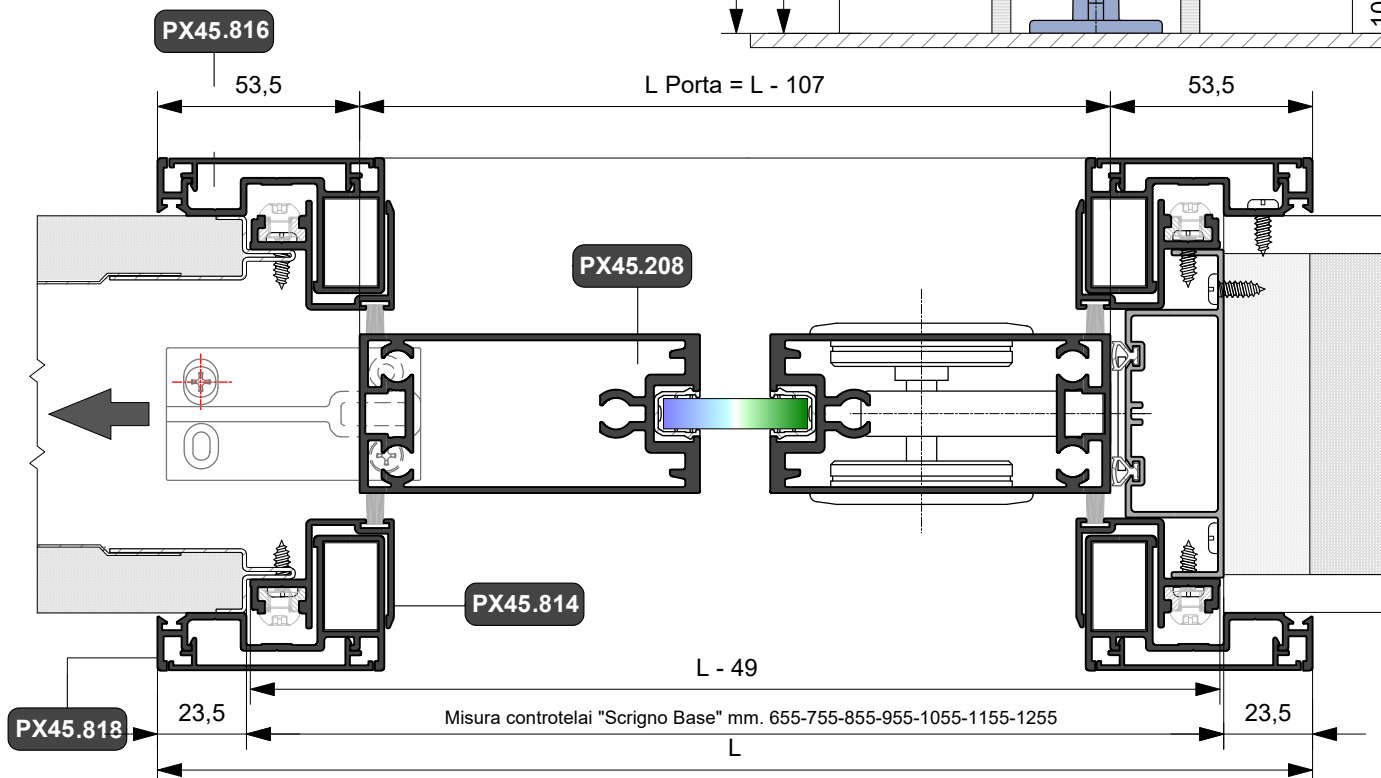 10
PX45.816
53,5
L Porta = L - 107
53,5
PX45.208
PX45.814
L - 49
PX45.818
23,5
Misura controtelai "Scrigno Base" mm. 655-755-855-955-1055-1155-1255
23,5
L